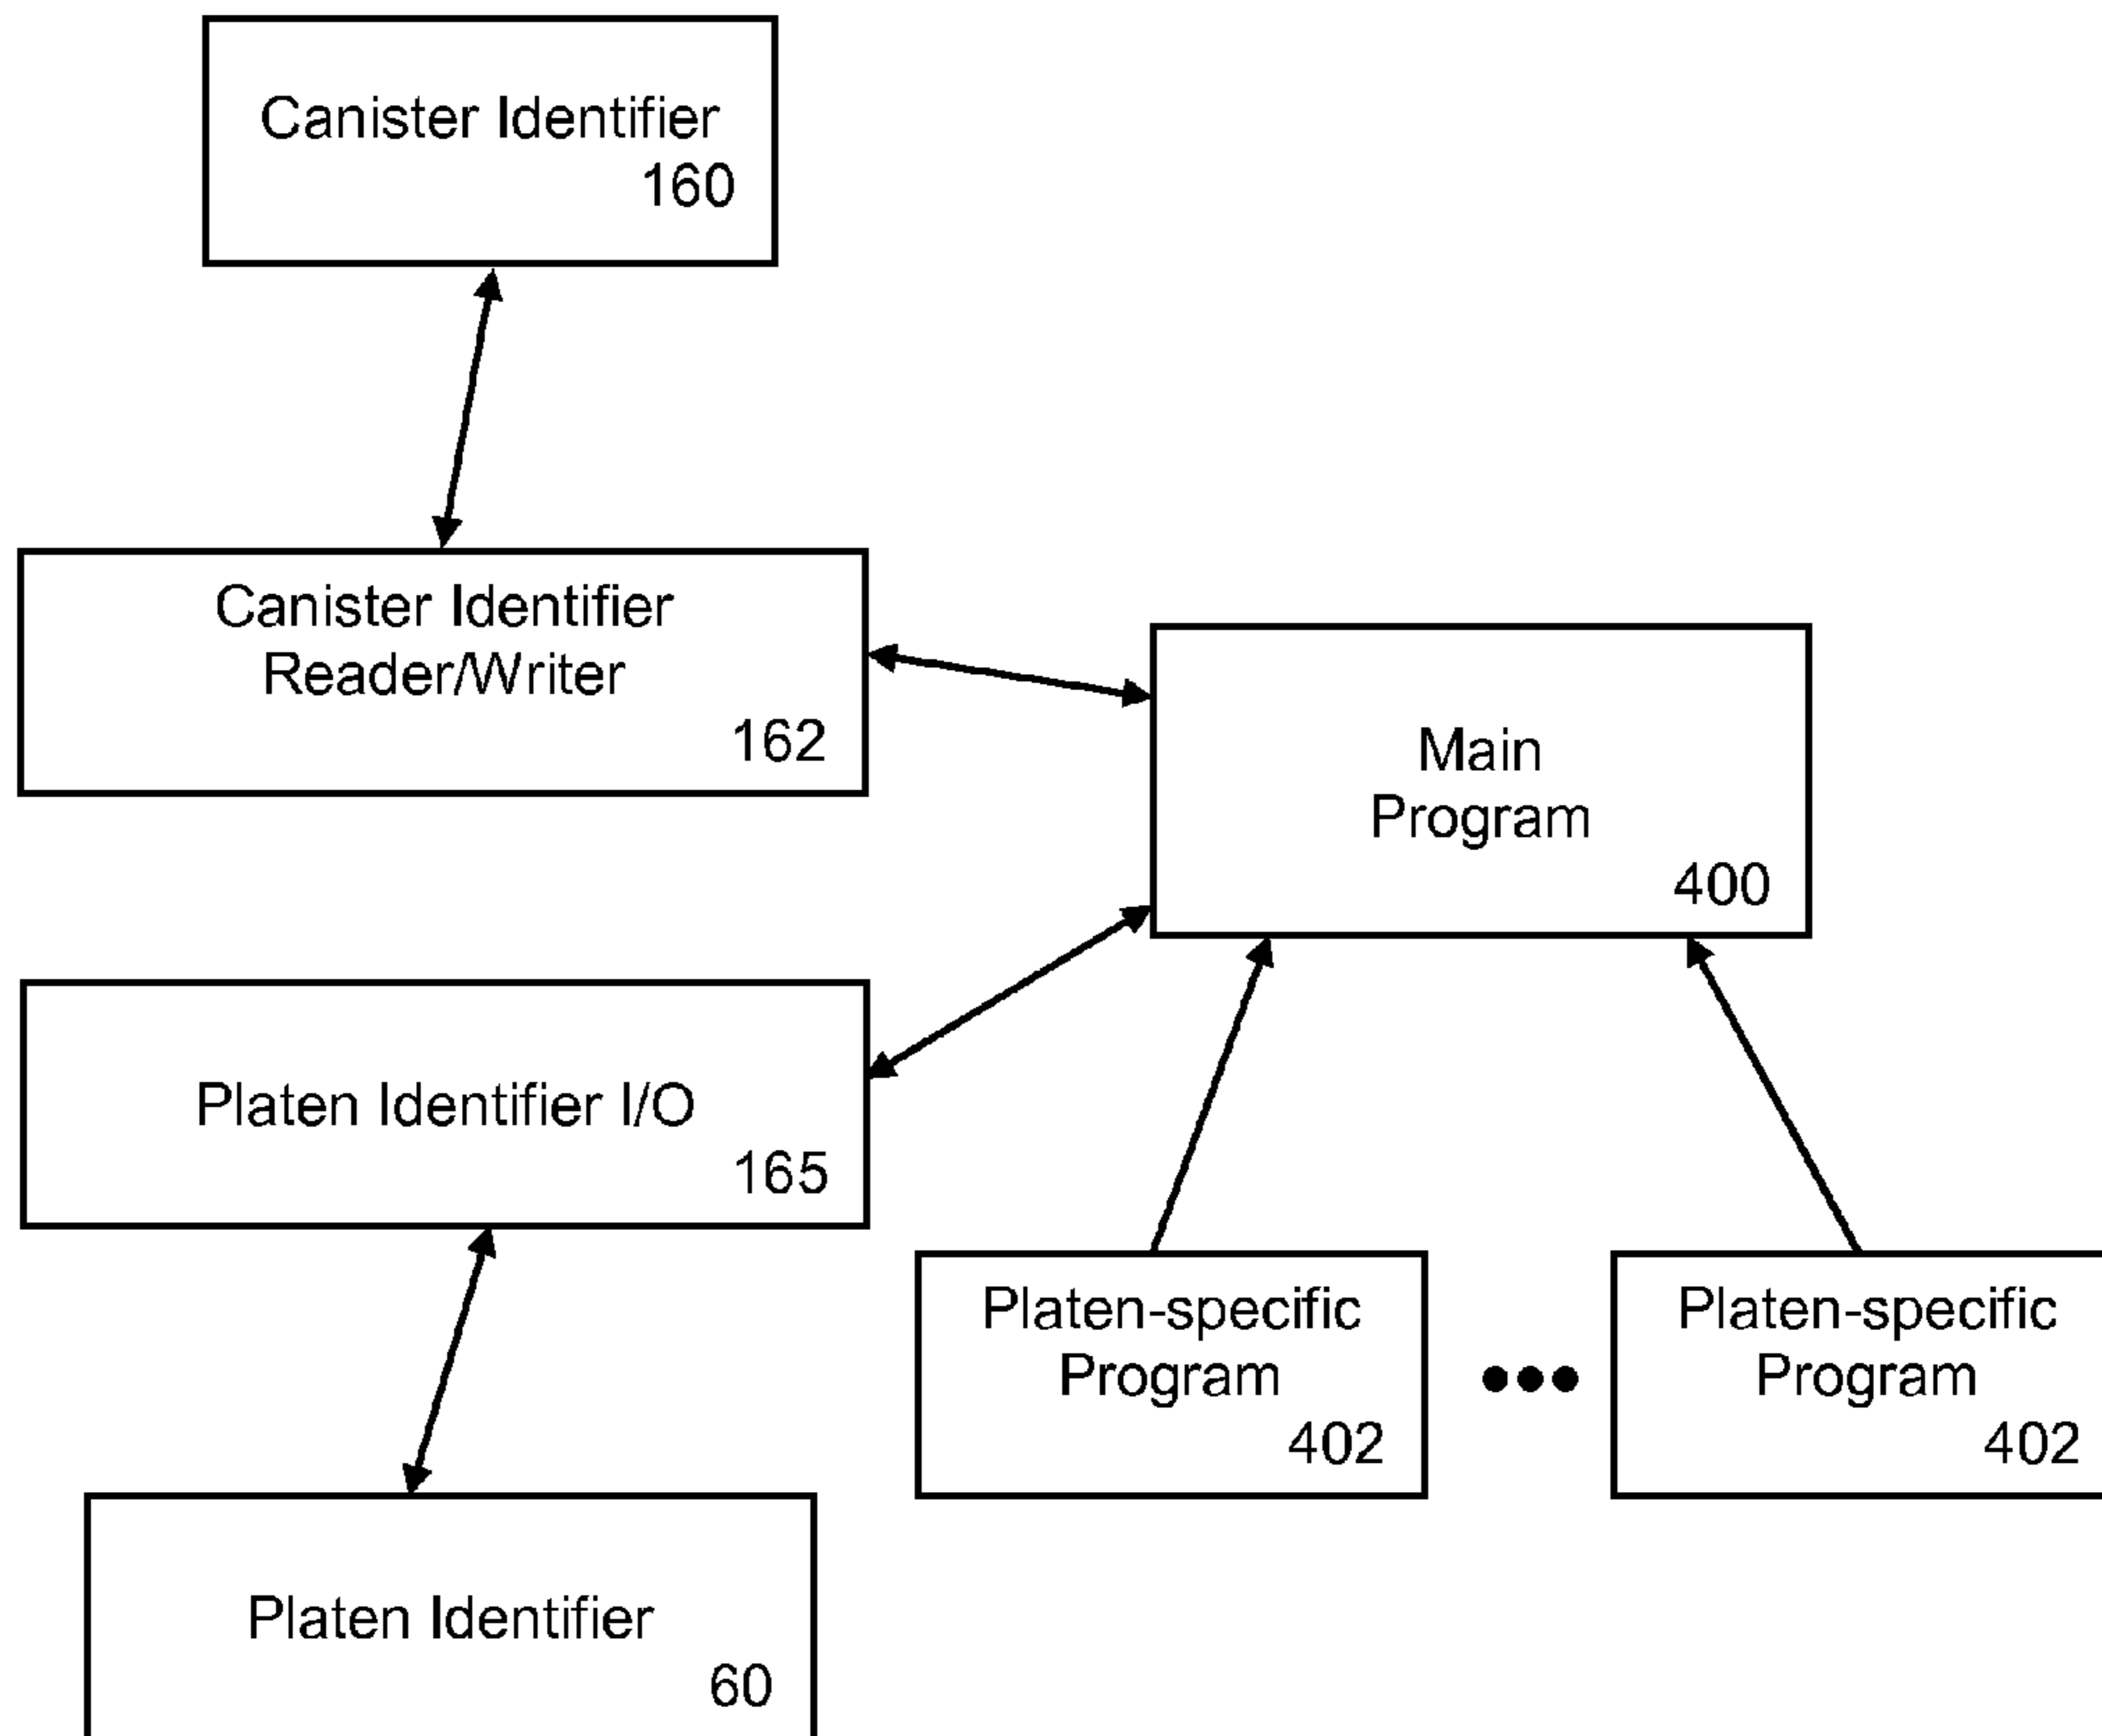 Canister Identifier
160
Canister Identifier
Reader/Writer
162
Main
Program
400
Platen Identifier I/O
165
Platen-specific
Program
402
Platen-specific
Program
402
Platen Identifier
60